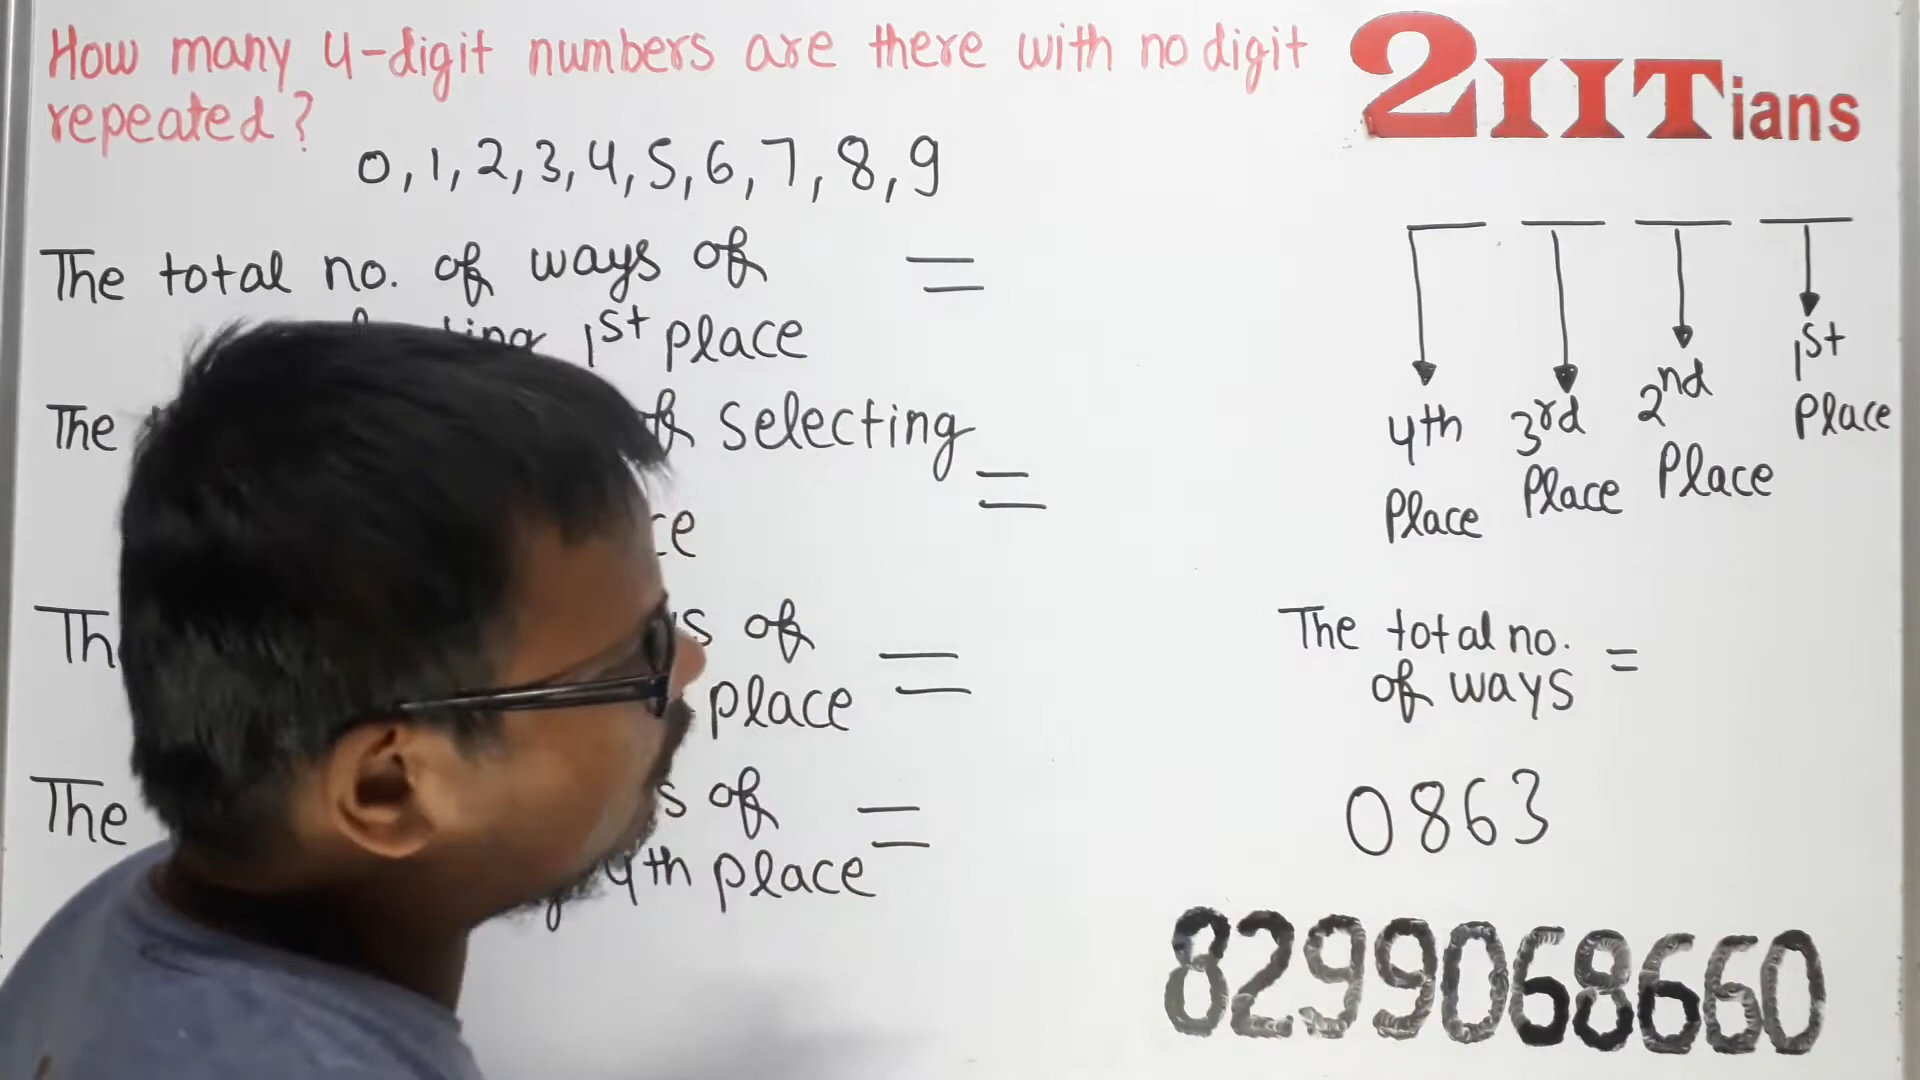 How many 4-digit numbers are there with no digit
repeated?
2IITians
0,1,2,3,4,5,6,7,8,9
The total no. of ways of =
1st place
The selecting =
Th of
place =
The of =
4th place
4th Place
3rd Place
2nd Place
1st Place
The total no. =
of ways
0863
8299068660